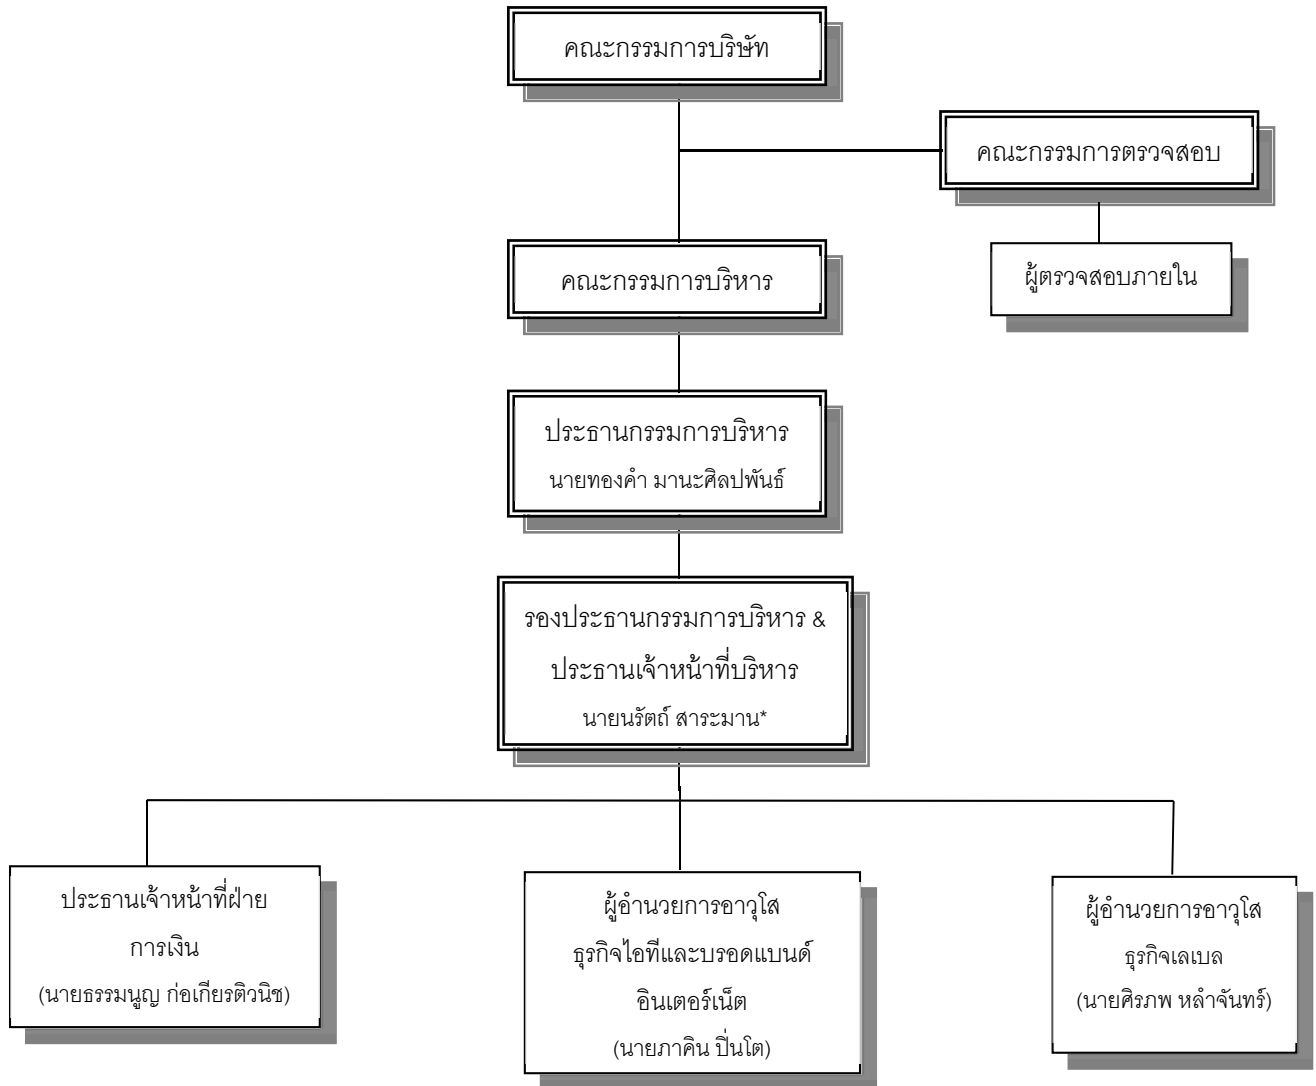 คณะกรรมการบริษัท
คณะกรรมการตรวจสอบ
ผู้ตรวจสอบภายใน
คณะกรรมการบริหาร
ประธานกรรมการบริหาร
นายทองคำ มานะศิลปพันธ์
รองประธานกรรมการบริหาร &
ประธานเจ้าหน้าที่บริหาร
นายนรัตถ์ สาระมาน*
ประธานเจ้าหน้าที่ฝ่าย
การเงิน
(นายธรรมนูญ ก่อเกียรติวนิช)
ผู้อำนวยการอาวุโส
ธุรกิจไอทีและบรอดแบนด์
อินเตอร์เน็ต
(นายภาคิน ปิ่นโต)
ผู้อำนวยการอาวุโส
ธุรกิจเลเบล
(นายศิรภพ หลำจันทร์)